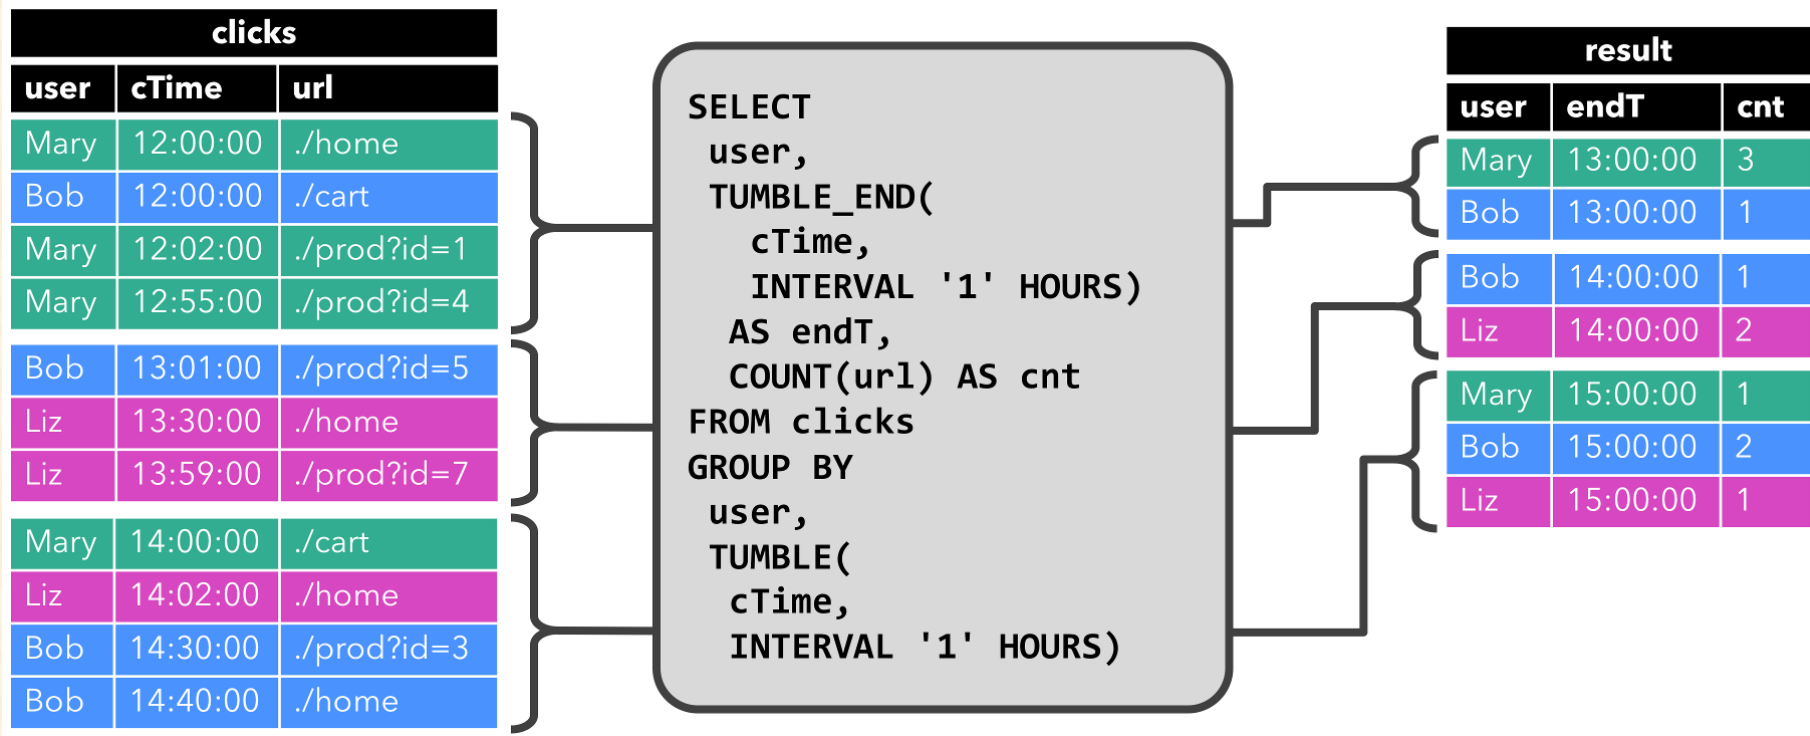 clicks
user cTime url
Mary 12:00:00 ./home
Bob 12:00:00 ./cart
Mary 12:02:00 ./prod?id=1
Mary 12:55:00 ./prod?id=4
Bob 13:01:00 ./prod?id=5
Liz 13:30:00 ./home
Liz 13:59:00 ./prod?id=7
Mary 14:00:00 ./cart
Liz 14:02:00 ./home
Bob 14:30:00 ./prod?id=3
Bob 14:40:00 ./home
SELECT
user,
TUMBLE_END(
cTime,
INTERVAL '1' HOURS)
AS endT,
COUNT(url) AS cnt
FROM clicks
GROUP BY
user,
TUMBLE(
cTime,
INTERVAL '1' HOURS)
result
user endT cnt
Mary 13:00:00 3
Bob 13:00:00 1
Bob 14:00:00 1
Liz 14:00:00 2
Mary 15:00:00 1
Bob 15:00:00 2
Liz 15:00:00 1